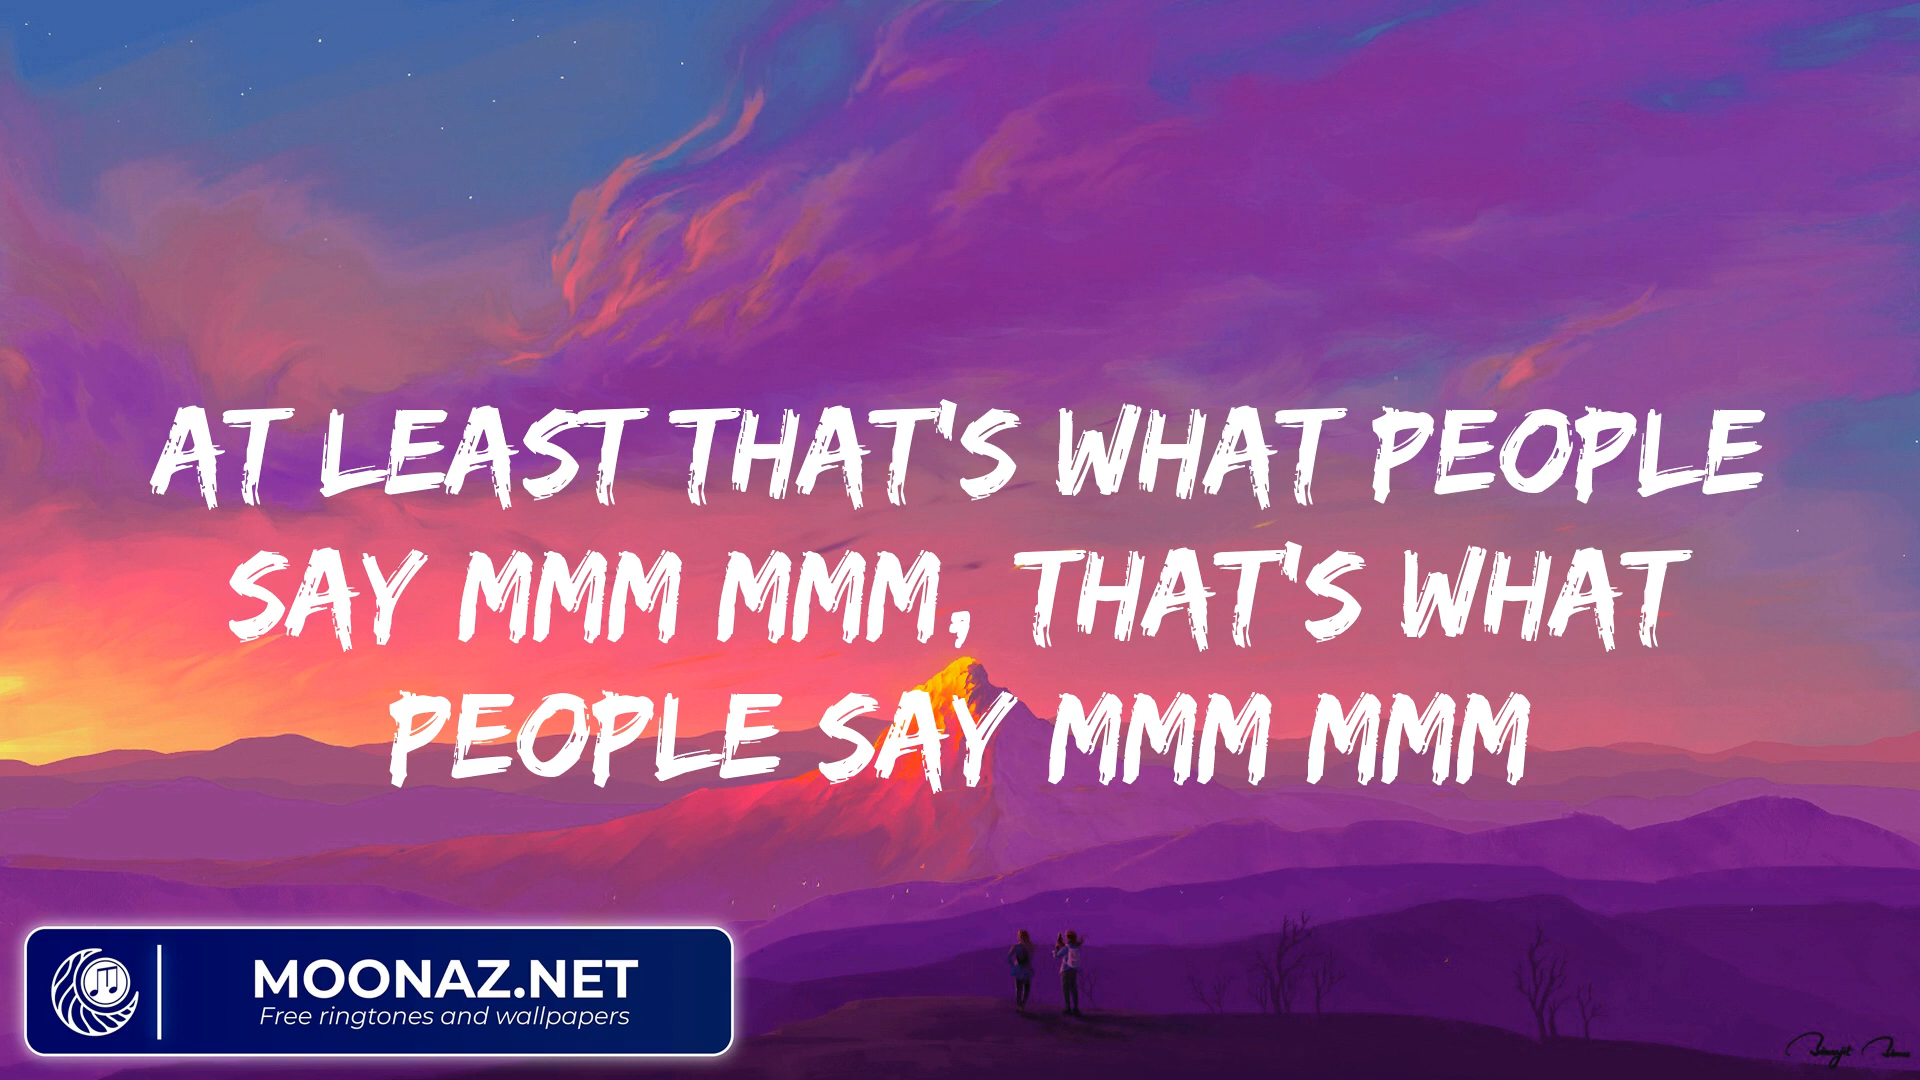 AT LEAST THAT'S WHAT PEOPLE
SAY MMM MMM, THAT'S WHAT
PEOPLE SAY MMM MMM
MOONAZ.NET
Free ringtones and wallpapers